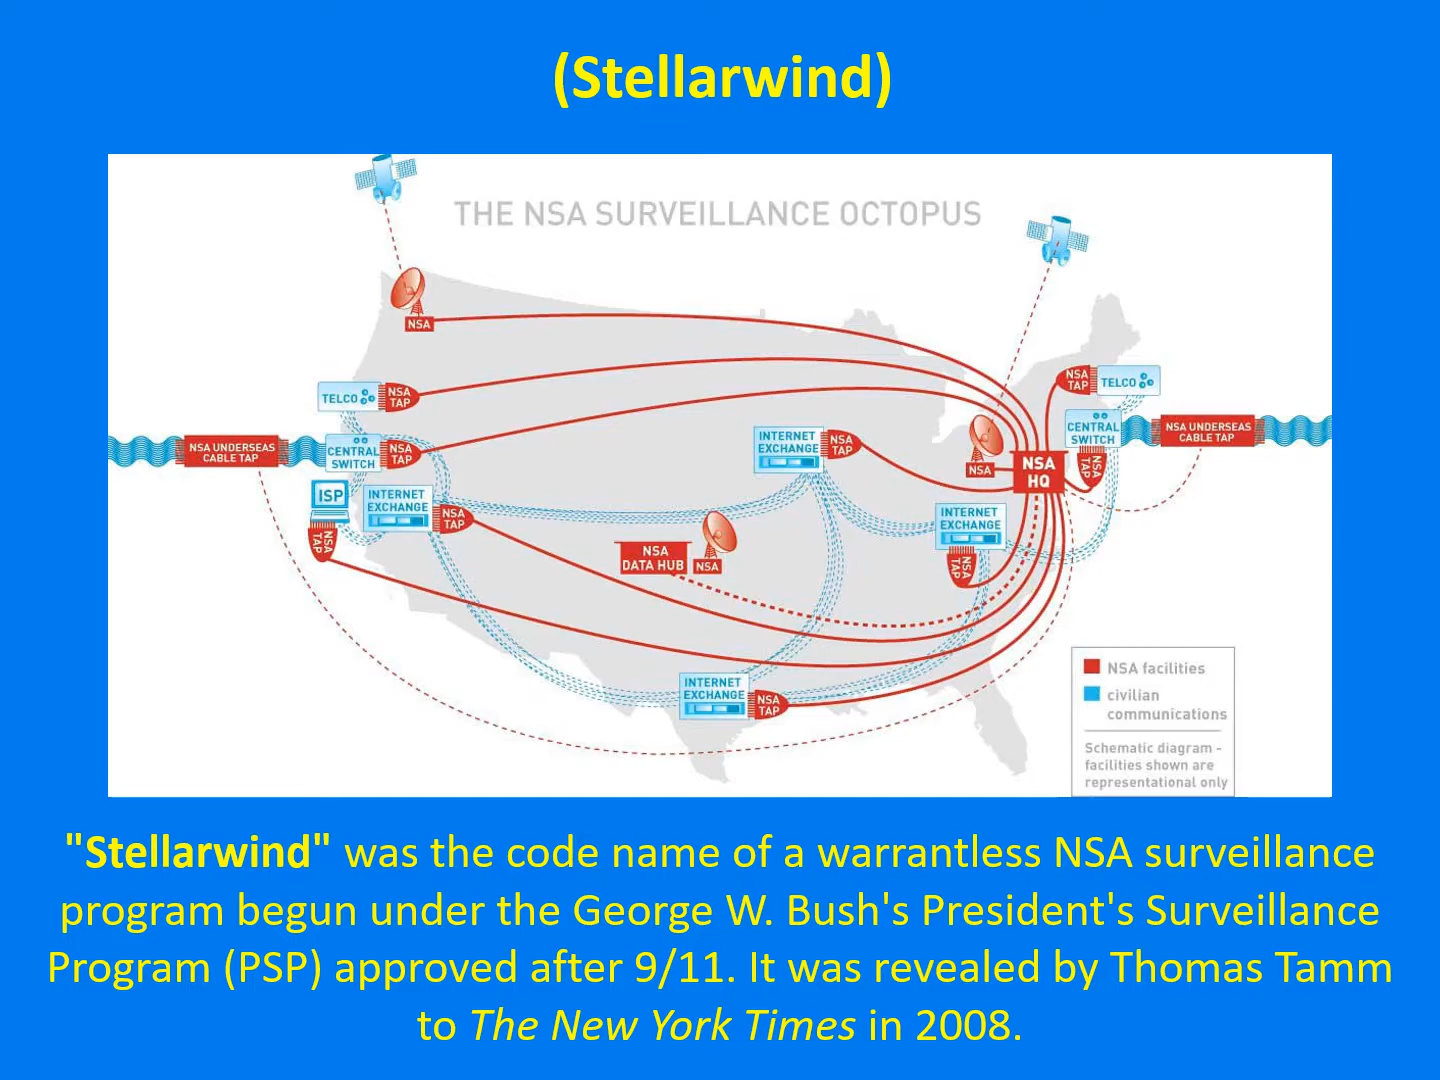 (Stellarwind)
THE NSA SURVEILLANCE OCTOPUS
NSA
TELCO
NSA
TAP
NSA
TAP
TELCO
NSA UNDERSEAS
CABLE TAP
CENTRAL
SWITCH
NSA
TAP
INTERNET
EXCHANGE
NSA
TAP
NSA
NSA
HQ
CENTRAL
SWITCH
NSA
TAP
NSA UNDERSEAS
CABLE TAP
ISP
NSA
TAP
INTERNET
EXCHANGE
NSA
TAP
NSA
DATA HUB
NSA
INTERNET
EXCHANGE
NSA
TAP
INTERNET
EXCHANGE
NSA
TAP
NSA facilities
civilian
communications
Schematic diagram -
facilities shown are
representational only
"Stellarwind" was the code name of a warrantless NSA surveillance
program begun under the George W. Bush's President's Surveillance
Program (PSP) approved after 9/11. It was revealed by Thomas Tamm
to The New York Times in 2008.